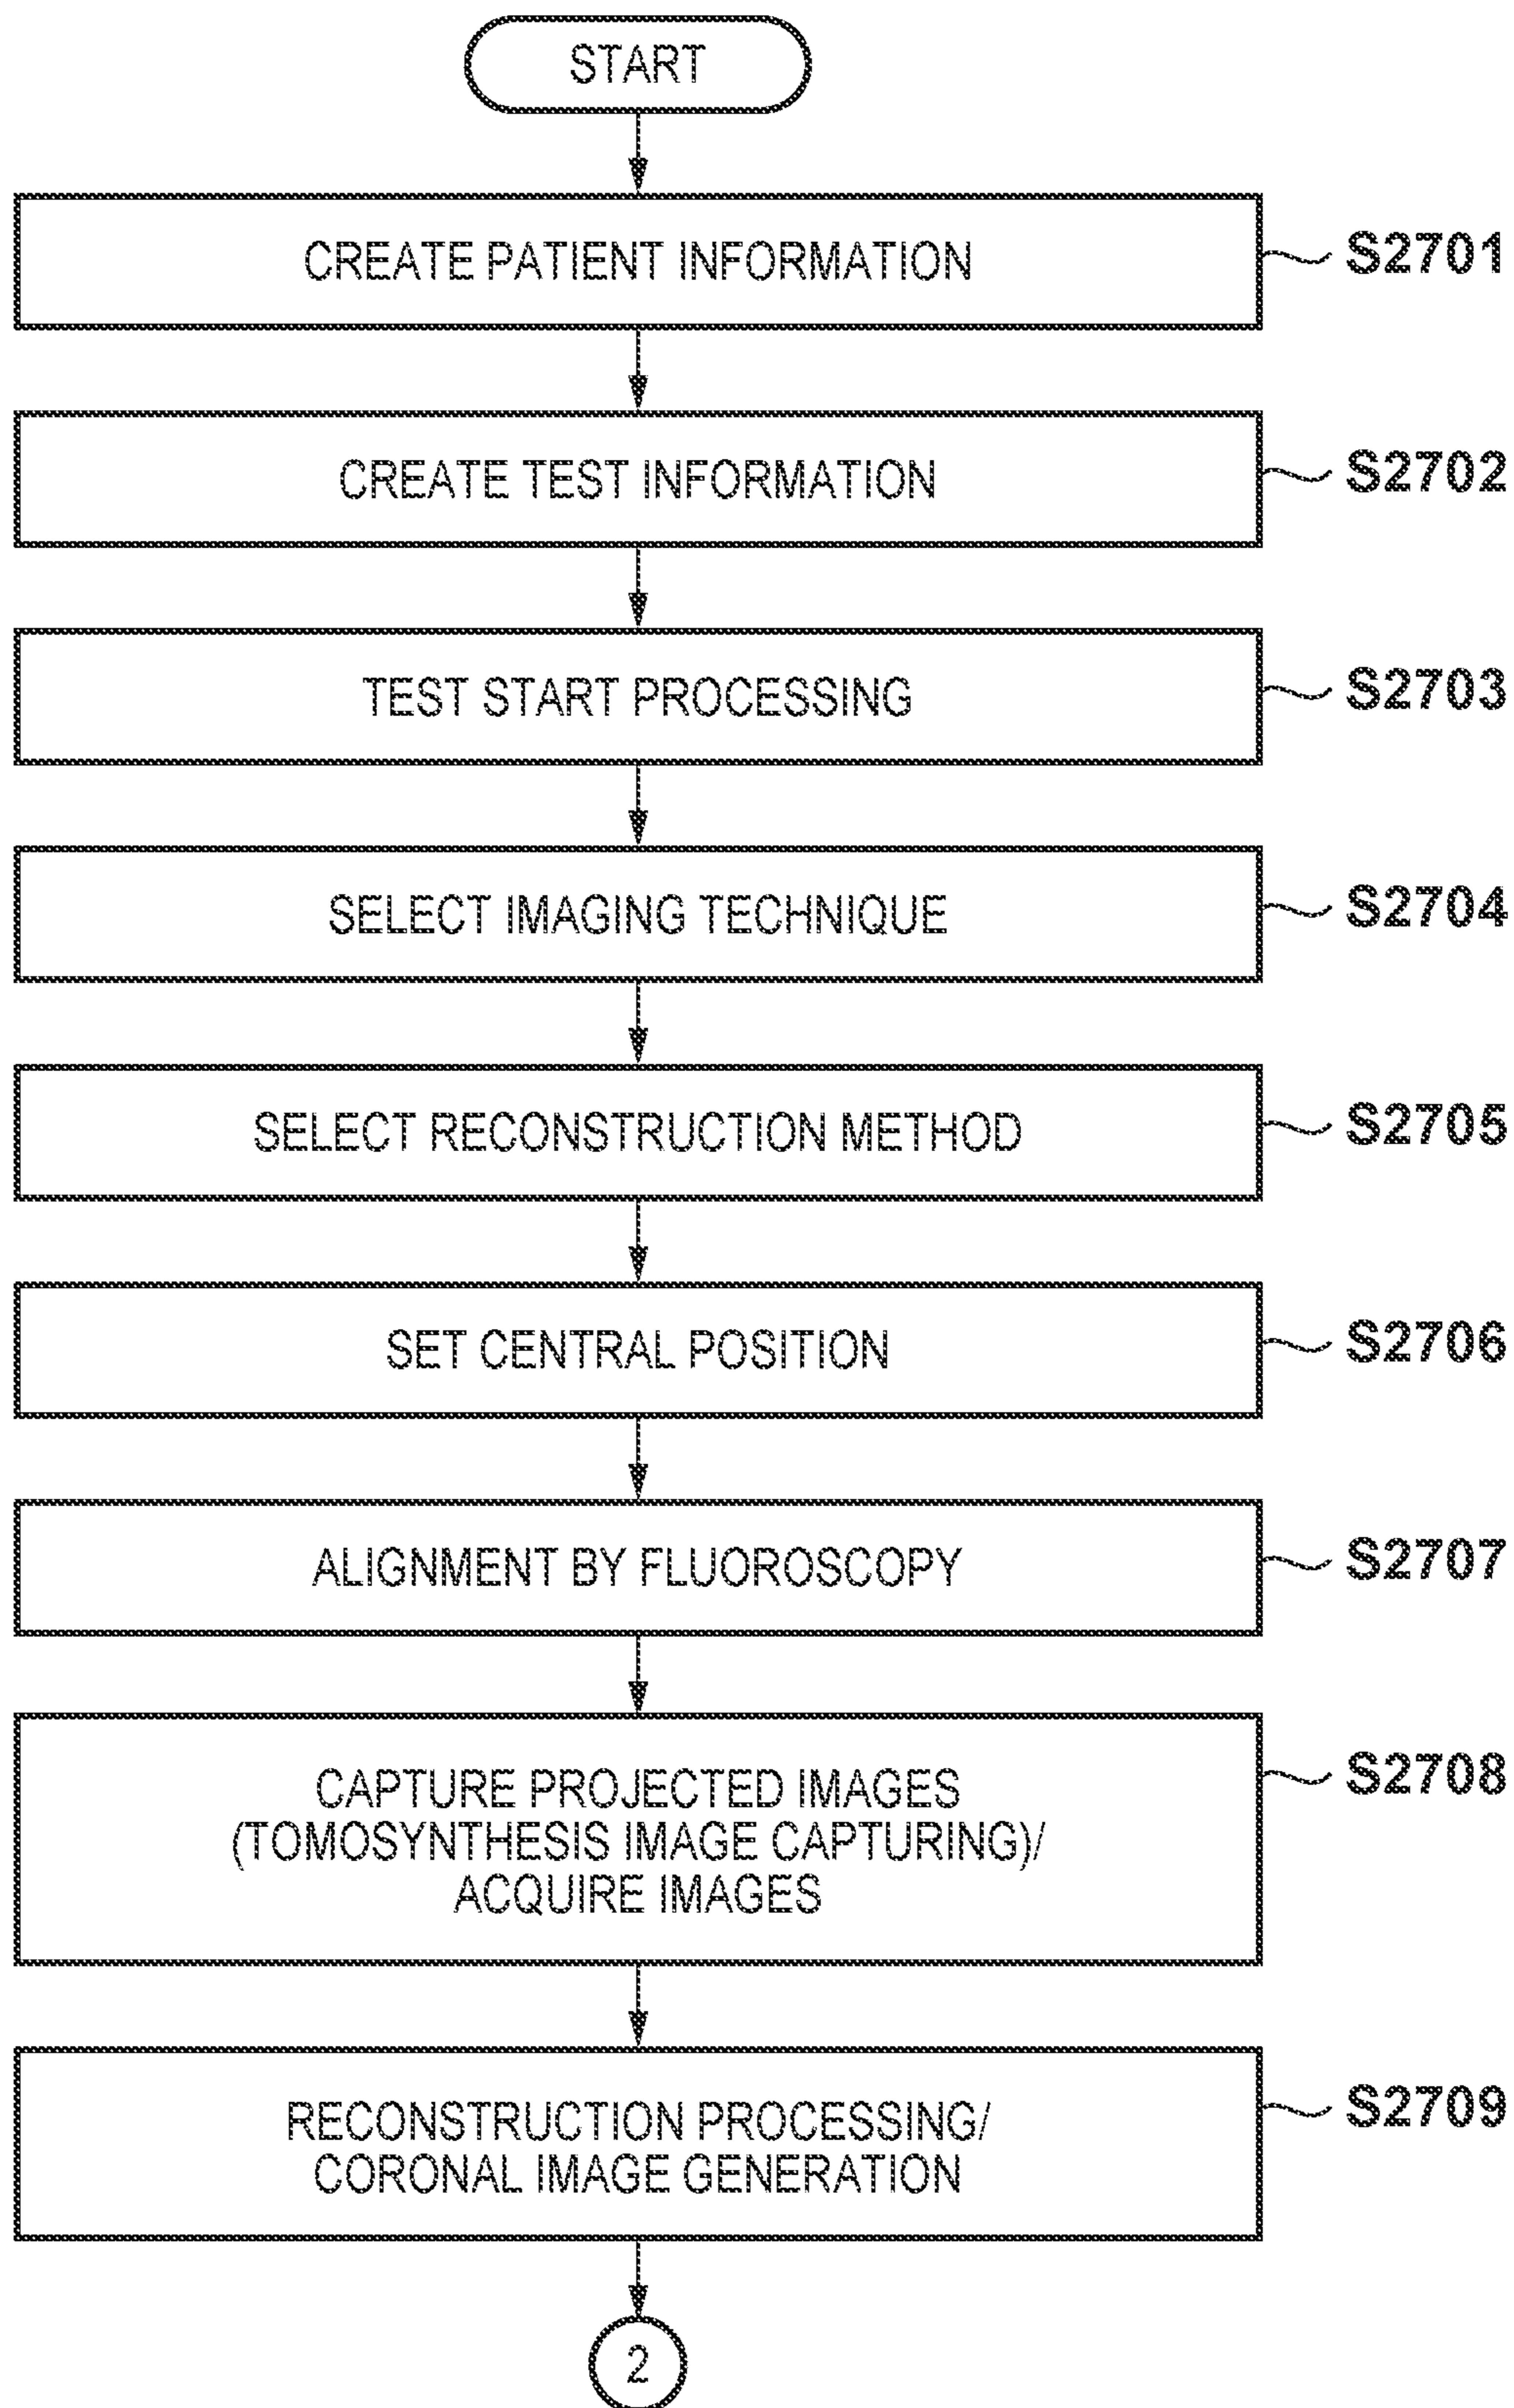 START
CREATE PATIENT INFORMATION
S2701
CREATE TEST INFORMATION
S2702
TEST START PROCESSING
S2703
SELECT IMAGING TECHNIQUE
S2704
SELECT RECONSTRUCTION METHOD
S2705
SET CENTRAL POSITION
S2706
ALIGNMENT BY FLUOROSCOPY
S2707
CAPTURE PROJECTED IMAGES
(TOMOSYNTHESIS IMAGE CAPTURING)/
ACQUIRE IMAGES
S2708
RECONSTRUCTION PROCESSING/
CORONAL IMAGE GENERATION
S2709
2